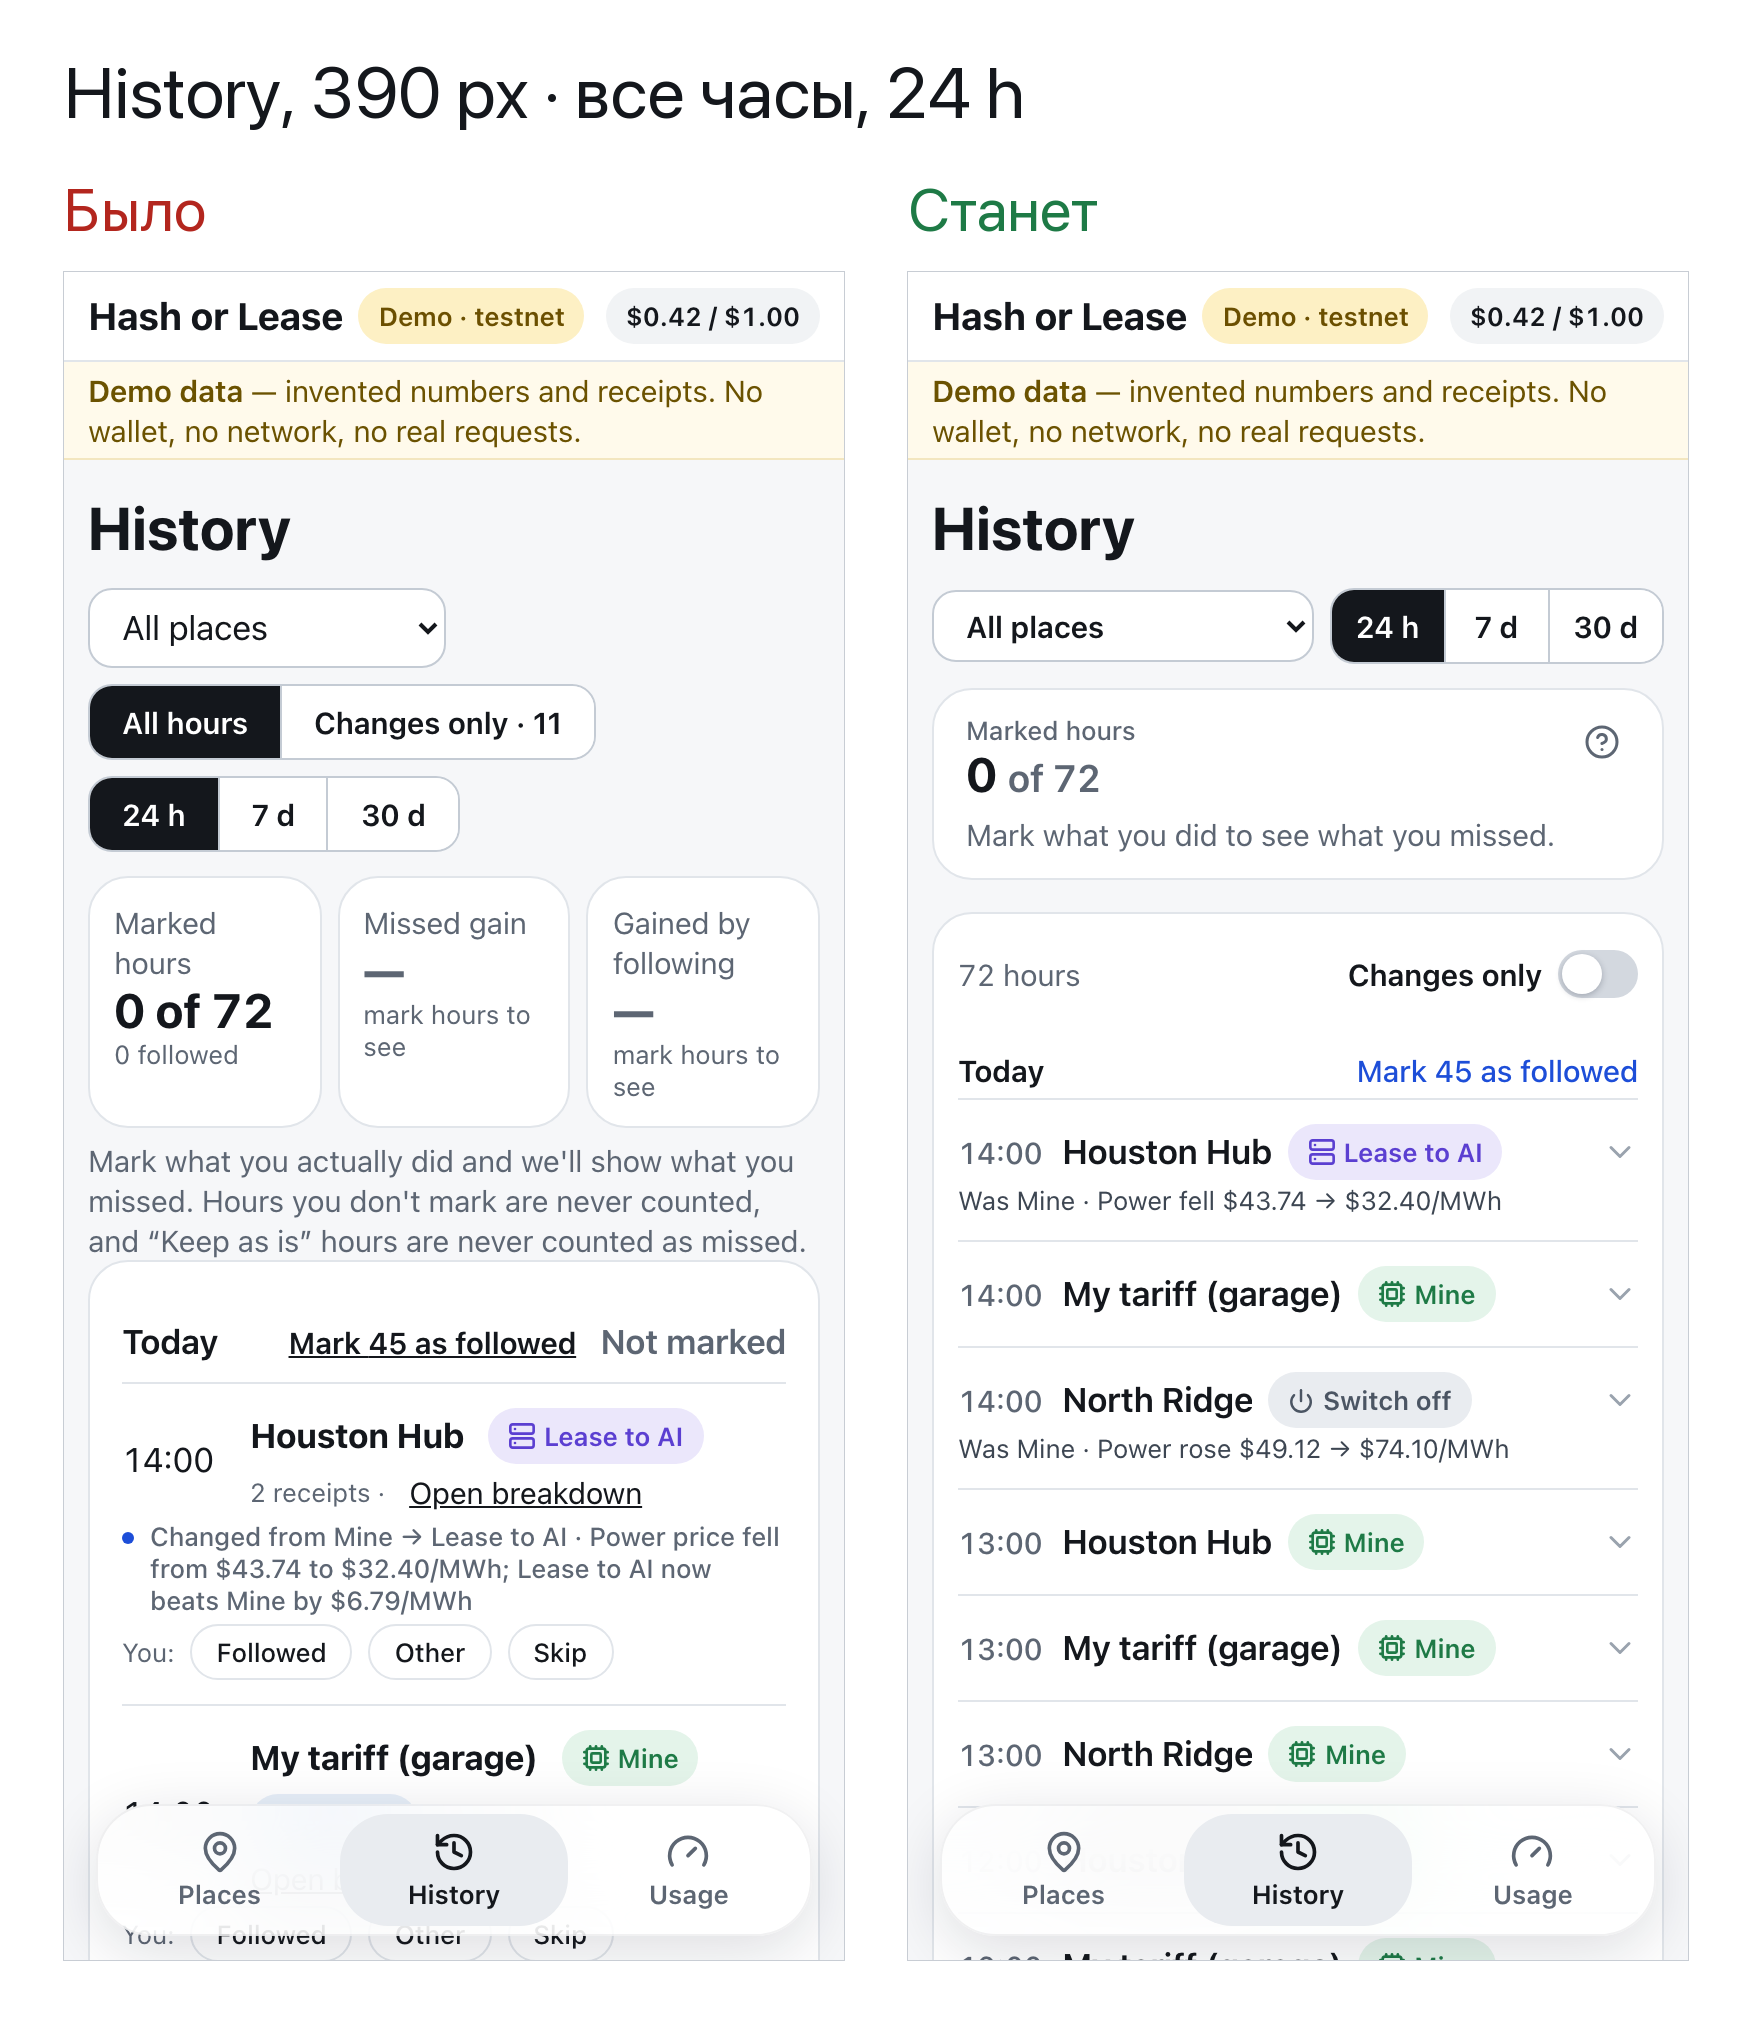 History, 390 px · все часы, 24 h
Было
Hash or Lease
Demo · testnet
$0.42 / $1.00
Demo data — invented numbers and receipts. No
wallet, no network, no real requests.
History
All places
All hours
Changes only · 11
24 h
7 d
30 d
Marked
hours
0 of 72
0 followed
Missed gain
—
mark hours to
see
Gained by
following
—
mark hours to
see
Mark what you actually did and we'll show what you
missed. Hours you don't mark are never counted,
and “Keep as is” hours are never counted as missed.
Today
Mark 45 as followed
Not marked
14:00
Houston Hub
Lease to AI
2 receipts ·
Open breakdown
Changed from Mine → Lease to AI · Power price fell
from $43.74 to $32.40/MWh; Lease to AI now
beats Mine by $6.79/MWh
You:
Followed
Other
Skip
My tariff (garage)
Mine
Places
History
Usage
You:
Followed
Other
Skip
Станет
Hash or Lease
Demo · testnet
$0.42 / $1.00
Demo data — invented numbers and receipts. No
wallet, no network, no real requests.
History
All places
24 h
7 d
30 d
Marked hours
0 of 72
Mark what you did to see what you missed.
72 hours
Changes only
Today
Mark 45 as followed
14:00 Houston Hub Lease to AI
Was Mine · Power fell $43.74 → $32.40/MWh
14:00 My tariff (garage) Mine
14:00 North Ridge Switch off
Was Mine · Power rose $49.12 → $74.10/MWh
13:00 Houston Hub Mine
13:00 My tariff (garage) Mine
13:00 North Ridge Mine
Places
History
Usage